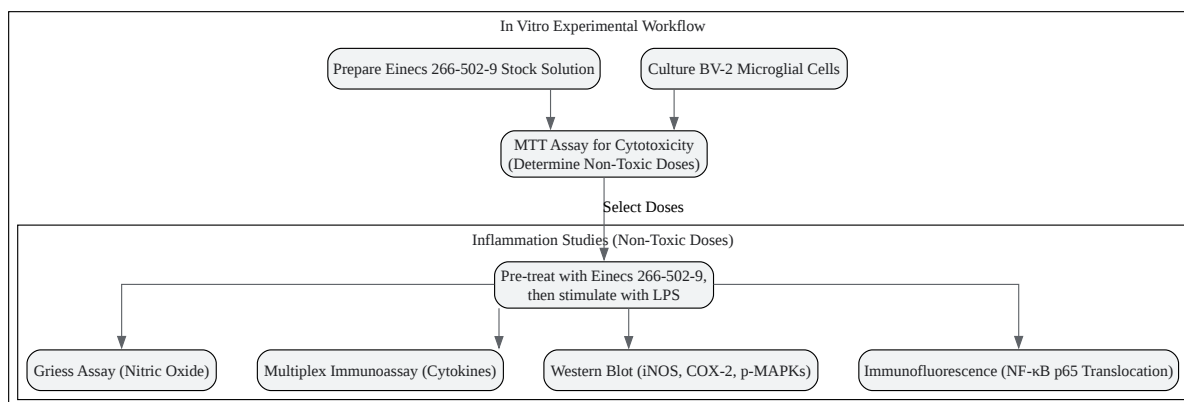 In Vitro Experimental Workflow
Prepare Einecs 266-502-9 Stock Solution
Culture BV-2 Microglial Cells
MTT Assay for Cytotoxicity
(Determine Non-Toxic Doses)
Select Doses
Inflammation Studies (Non-Toxic Doses)
Pre-treat with Einecs 266-502-9,
then stimulate with LPS
Griess Assay (Nitric Oxide)
Multiplex Immunoassay (Cytokines)
Western Blot (iNOS, COX-2, p-MAPKs)
Immunofluorescence (NF-κB p65 Translocation)